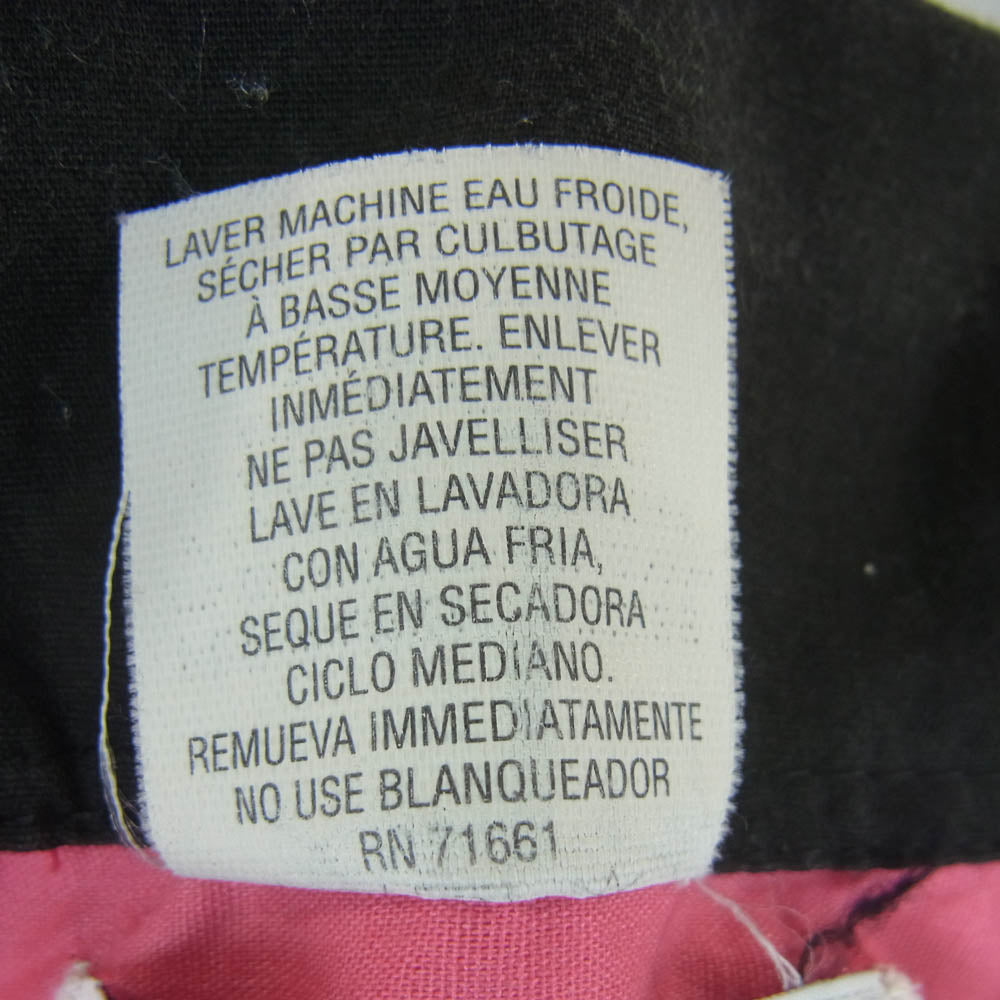 LAVER MACHINE EAU FROIDE,
SÉCHER PAR CULBUTAGE
À BASSE MOYENNE
TEMPÉRATURE. ENLEVER
INMÉDIATEMENT
NE PAS JAVELLISER
LAVE EN LAVADORA
CON AGUA FRIA,
SEQUE EN SECADORA
CICLO MEDIANO.
REMUEVA IMMEDIATAMENTE
NO USE BLANQUEADOR
RN 71661